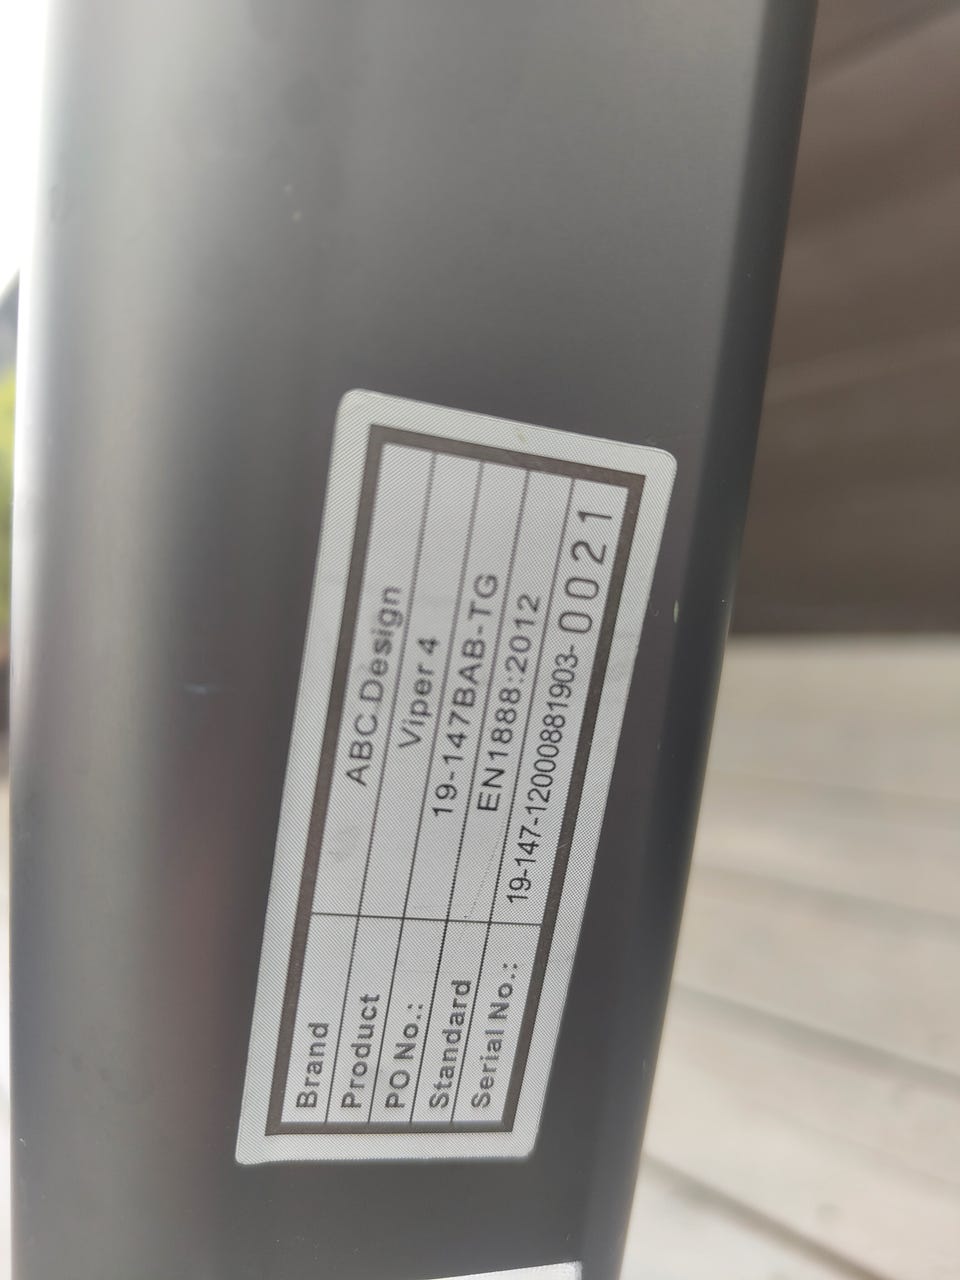 Brand ABC Design
Product Viper 4
PO No.: 19-147BAB-TG
Standard EN1888:2012
Serial No.: 19-147-12000881903-0021